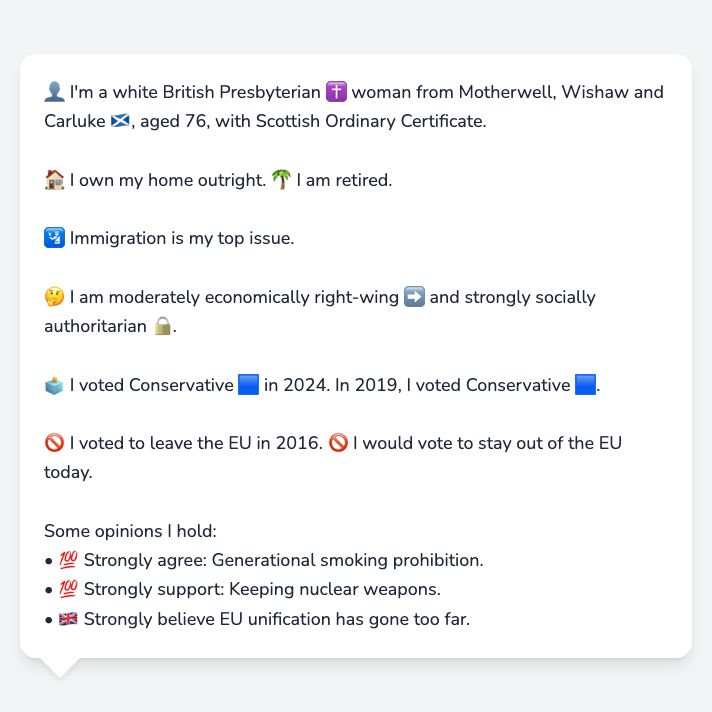 👤 I'm a white British Presbyterian ✝️ woman from Motherwell, Wishaw and
Carluke 🏴󠁧󠁢󠁳󠁣󠁴󠁿, aged 76, with Scottish Ordinary Certificate.
🏠 I own my home outright. 🌴 I am retired.
🛂 Immigration is my top issue.
🤔 I am moderately economically right-wing ➡️ and strongly socially
authoritarian 🔒.
🗳️ I voted Conservative 🟦 in 2024. In 2019, I voted Conservative 🟦.
🚫 I voted to leave the EU in 2016. 🚫 I would vote to stay out of the EU
today.
Some opinions I hold:
• 💯 Strongly agree: Generational smoking prohibition.
• 💯 Strongly support: Keeping nuclear weapons.
• 🇬🇧 Strongly believe EU unification has gone too far.